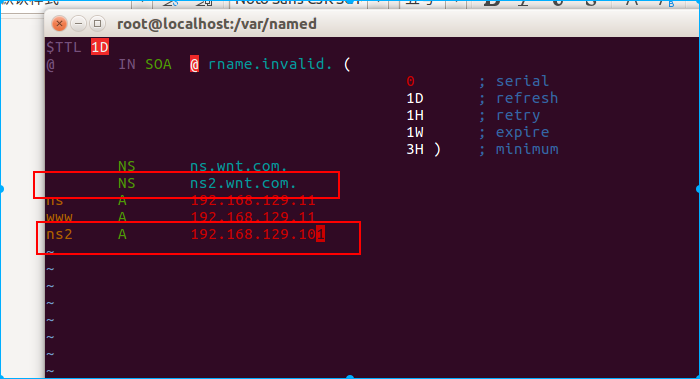 root@localhost:/var/named
$TTL 1D
@ IN SOA @ rname.invalid. (
0 ; serial
1D ; refresh
1H ; retry
1W ; expire
3H ) ; minimum
NS ns.wnt.com.
NS ns2.wnt.com.
ns A 192.168.129.11
www A 192.168.129.11
ns2 A 192.168.129.101
~
~
~
~
~
~
~
~